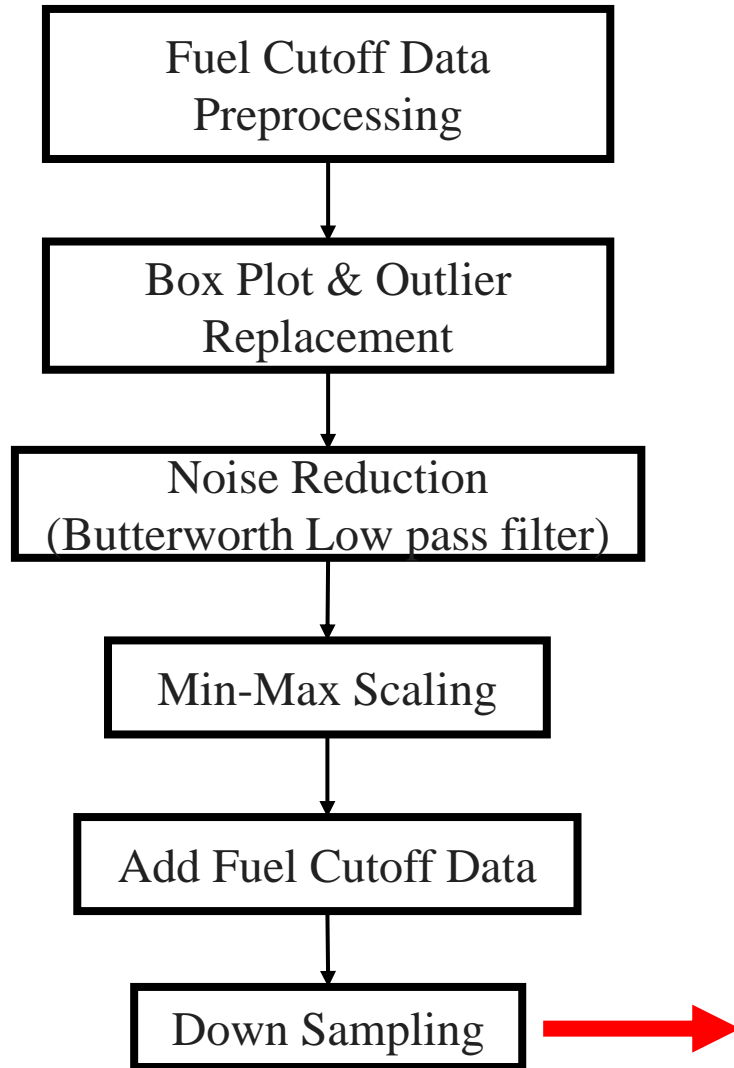 Fuel Cutoff Data
Preprocessing
Box Plot & Outlier
Replacement
Noise Reduction
(Butterworth Low pass filter)
Min-Max Scaling
Add Fuel Cutoff Data
Down Sampling